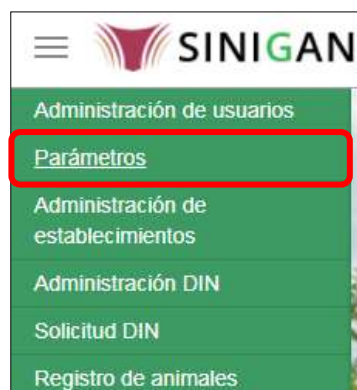 SINIGAN
Administración de usuarios
Parámetros
Administración de
establecimientos
Administración DIN
Solicitud DIN
Registro de animales